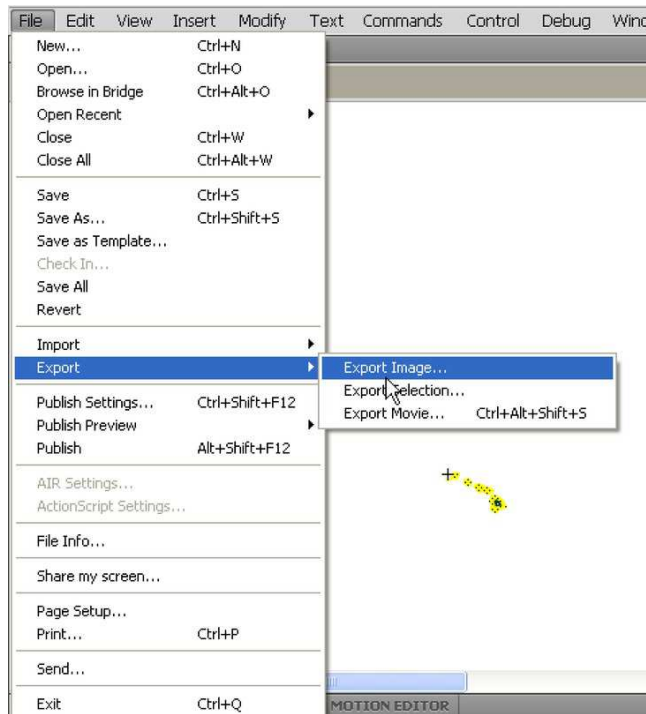 File Edit View Insert Modify Text Commands Control Debug
New... Ctrl+N
Open... Ctrl+O
Browse in Bridge Ctrl+Alt+O
Open Recent
Close Ctrl+W
Close All Ctrl+Alt+W
Save Ctrl+S
Save As... Ctrl+Shift+S
Save as Template...
Check In...
Save All
Revert
Import
Export
Export Image...
Export Selection...
Export Movie... Ctrl+Alt+Shift+S
Publish Settings... Ctrl+Shift+F12
Publish Preview
Publish Alt+Shift+F12
AIR Settings...
ActionScript Settings...
File Info...
Share my screen...
Page Setup...
Print... Ctrl+P
Send...
Exit Ctrl+Q
MOTION EDITOR